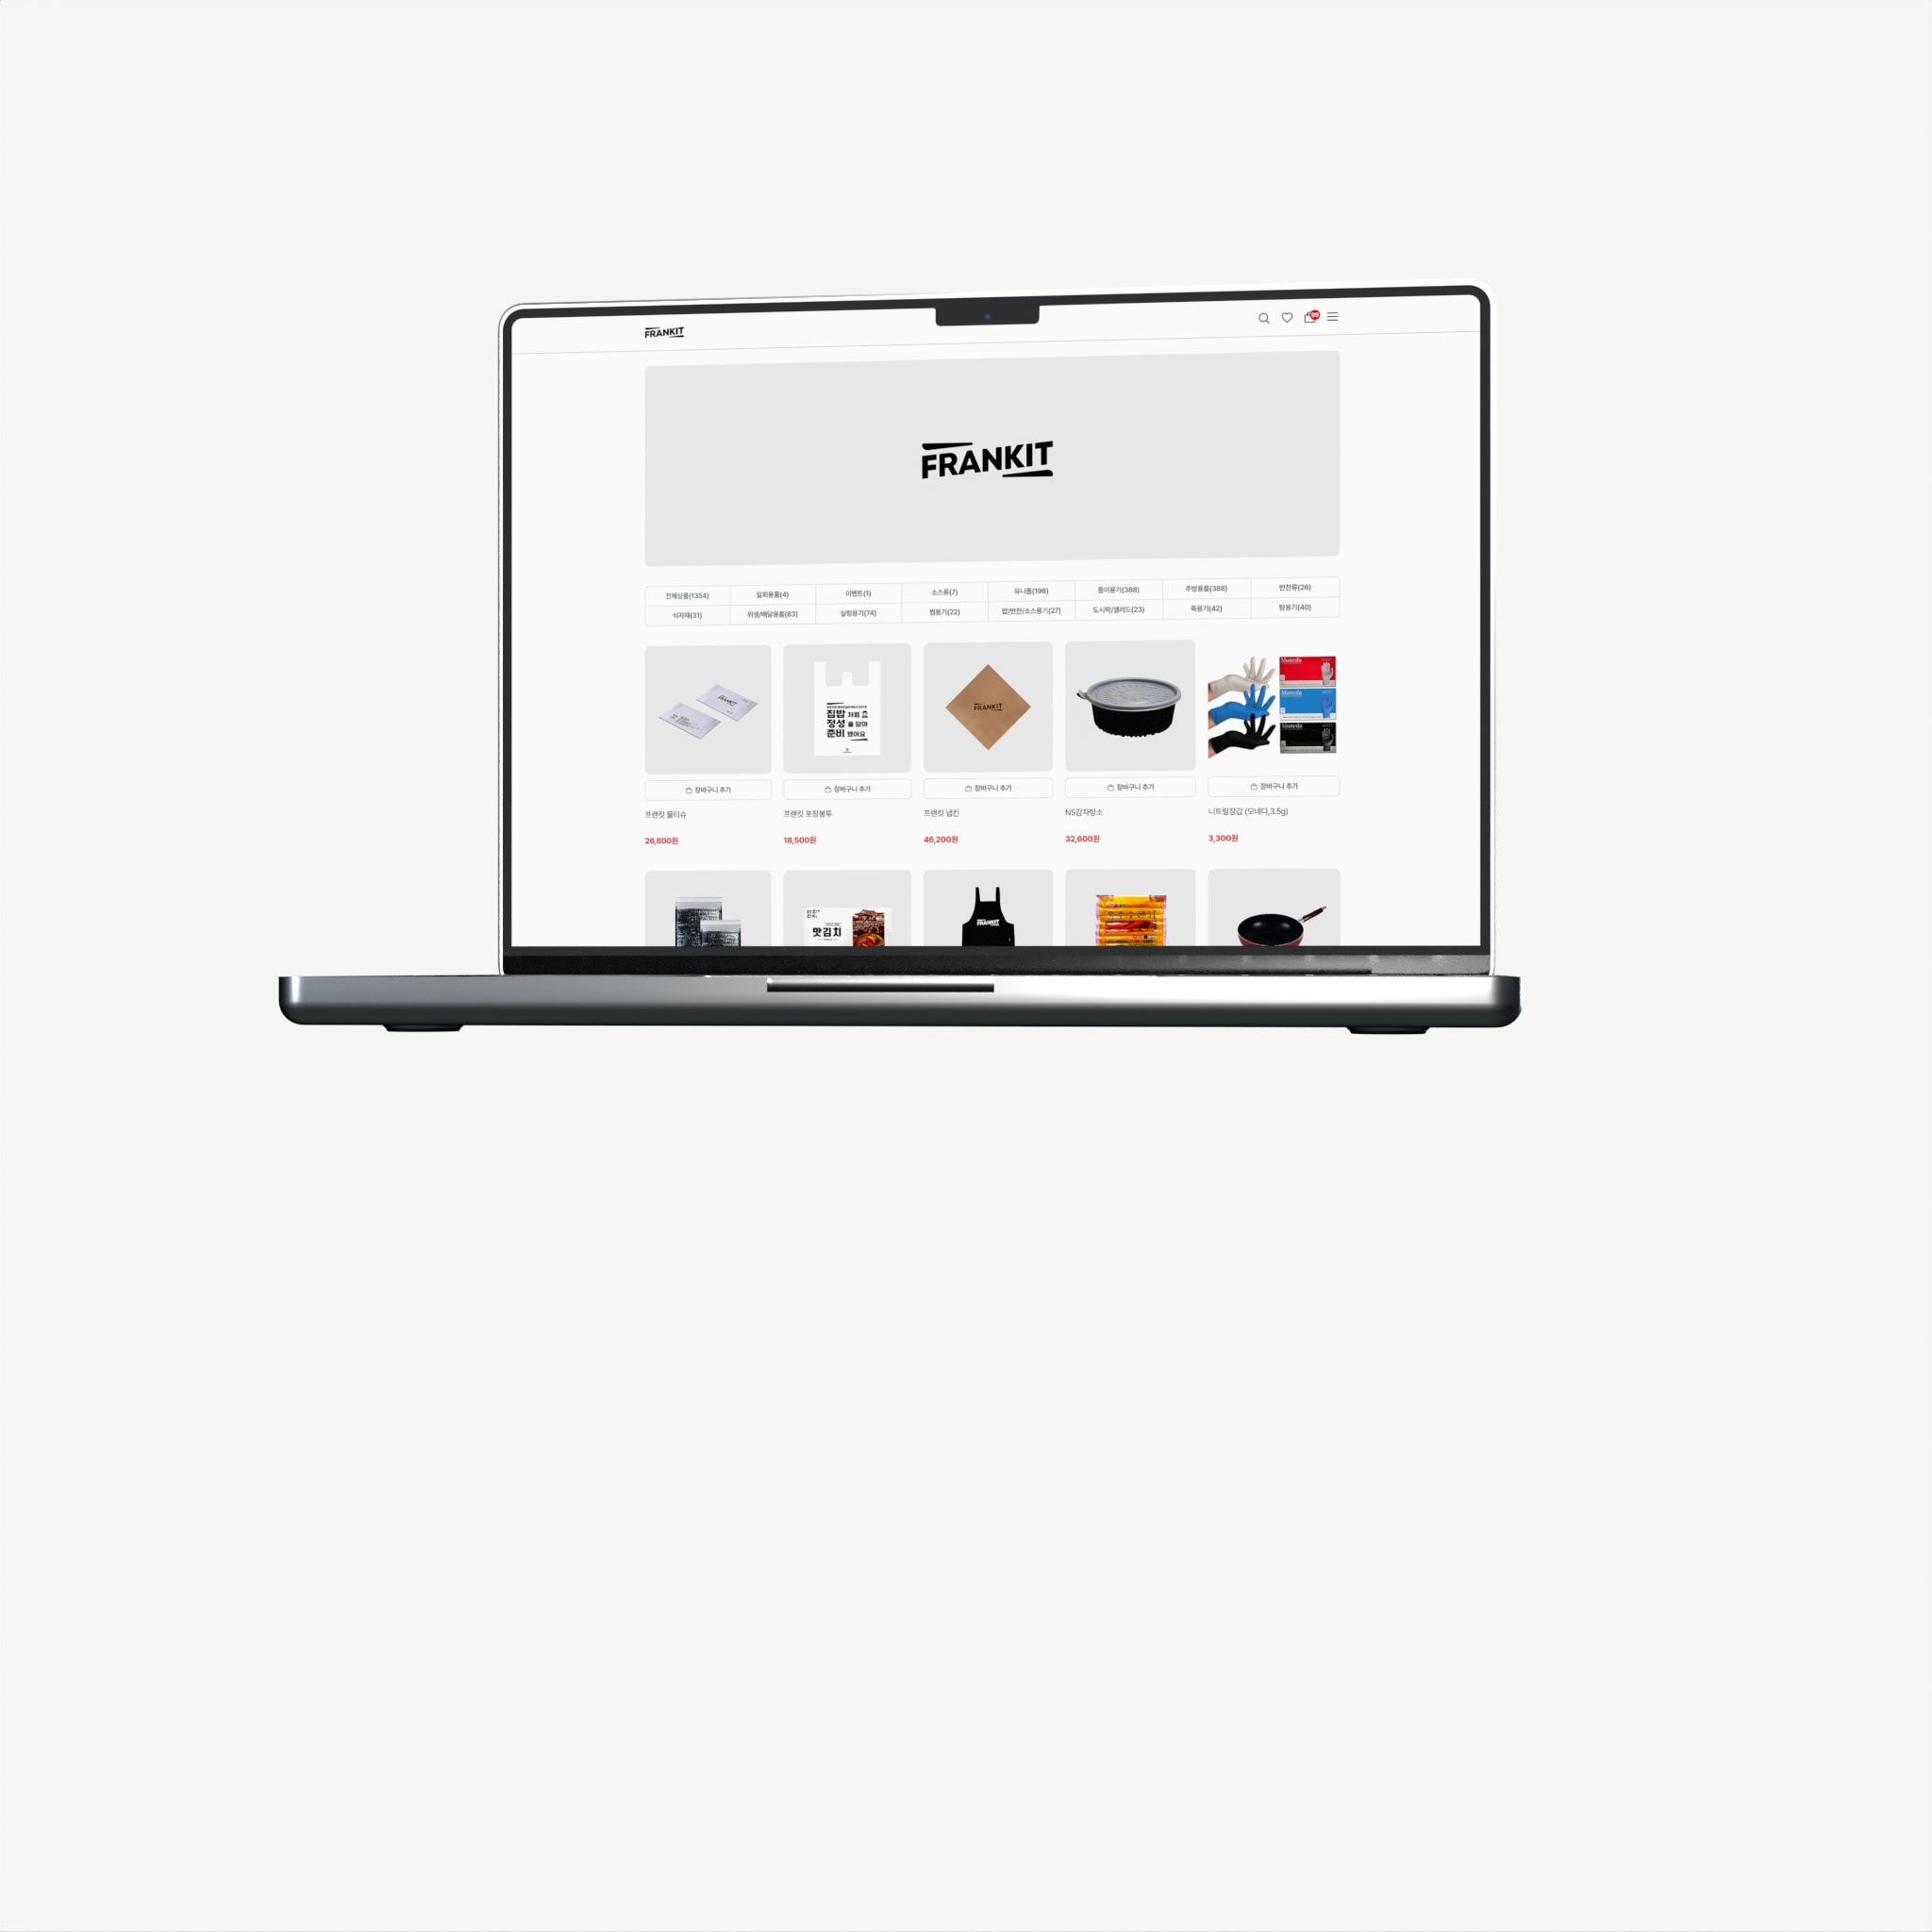 FRANKIT
FRANKIT
전체상품(1354)
일회용품(4)
이벤트(1)
소스류(7)
유니폼(198)
종이용기(388)
주방용품(388)
반찬류(26)
식자재(31)
위생/배달용품(83)
실링용기(74)
찜용기(22)
밥/반찬/소스용기(27)
도시락/샐러드(23)
죽용기(42)
탕용기(40)
FRANKIT
집밥 처럼
정성 을 담아
준비 했어요
FRANKIT
Moneda
Moneda
Moneda
장바구니 추가
장바구니 추가
장바구니 추가
장바구니 추가
장바구니 추가
프랜킷 물티슈
프랜킷 포장봉투
프랜킷 냅킨
NS감자탕소
니트릴장갑 (모네다,3.5g)
26,800원
18,500원
46,200원
32,600원
3,300원
맛김치
FRANKIT